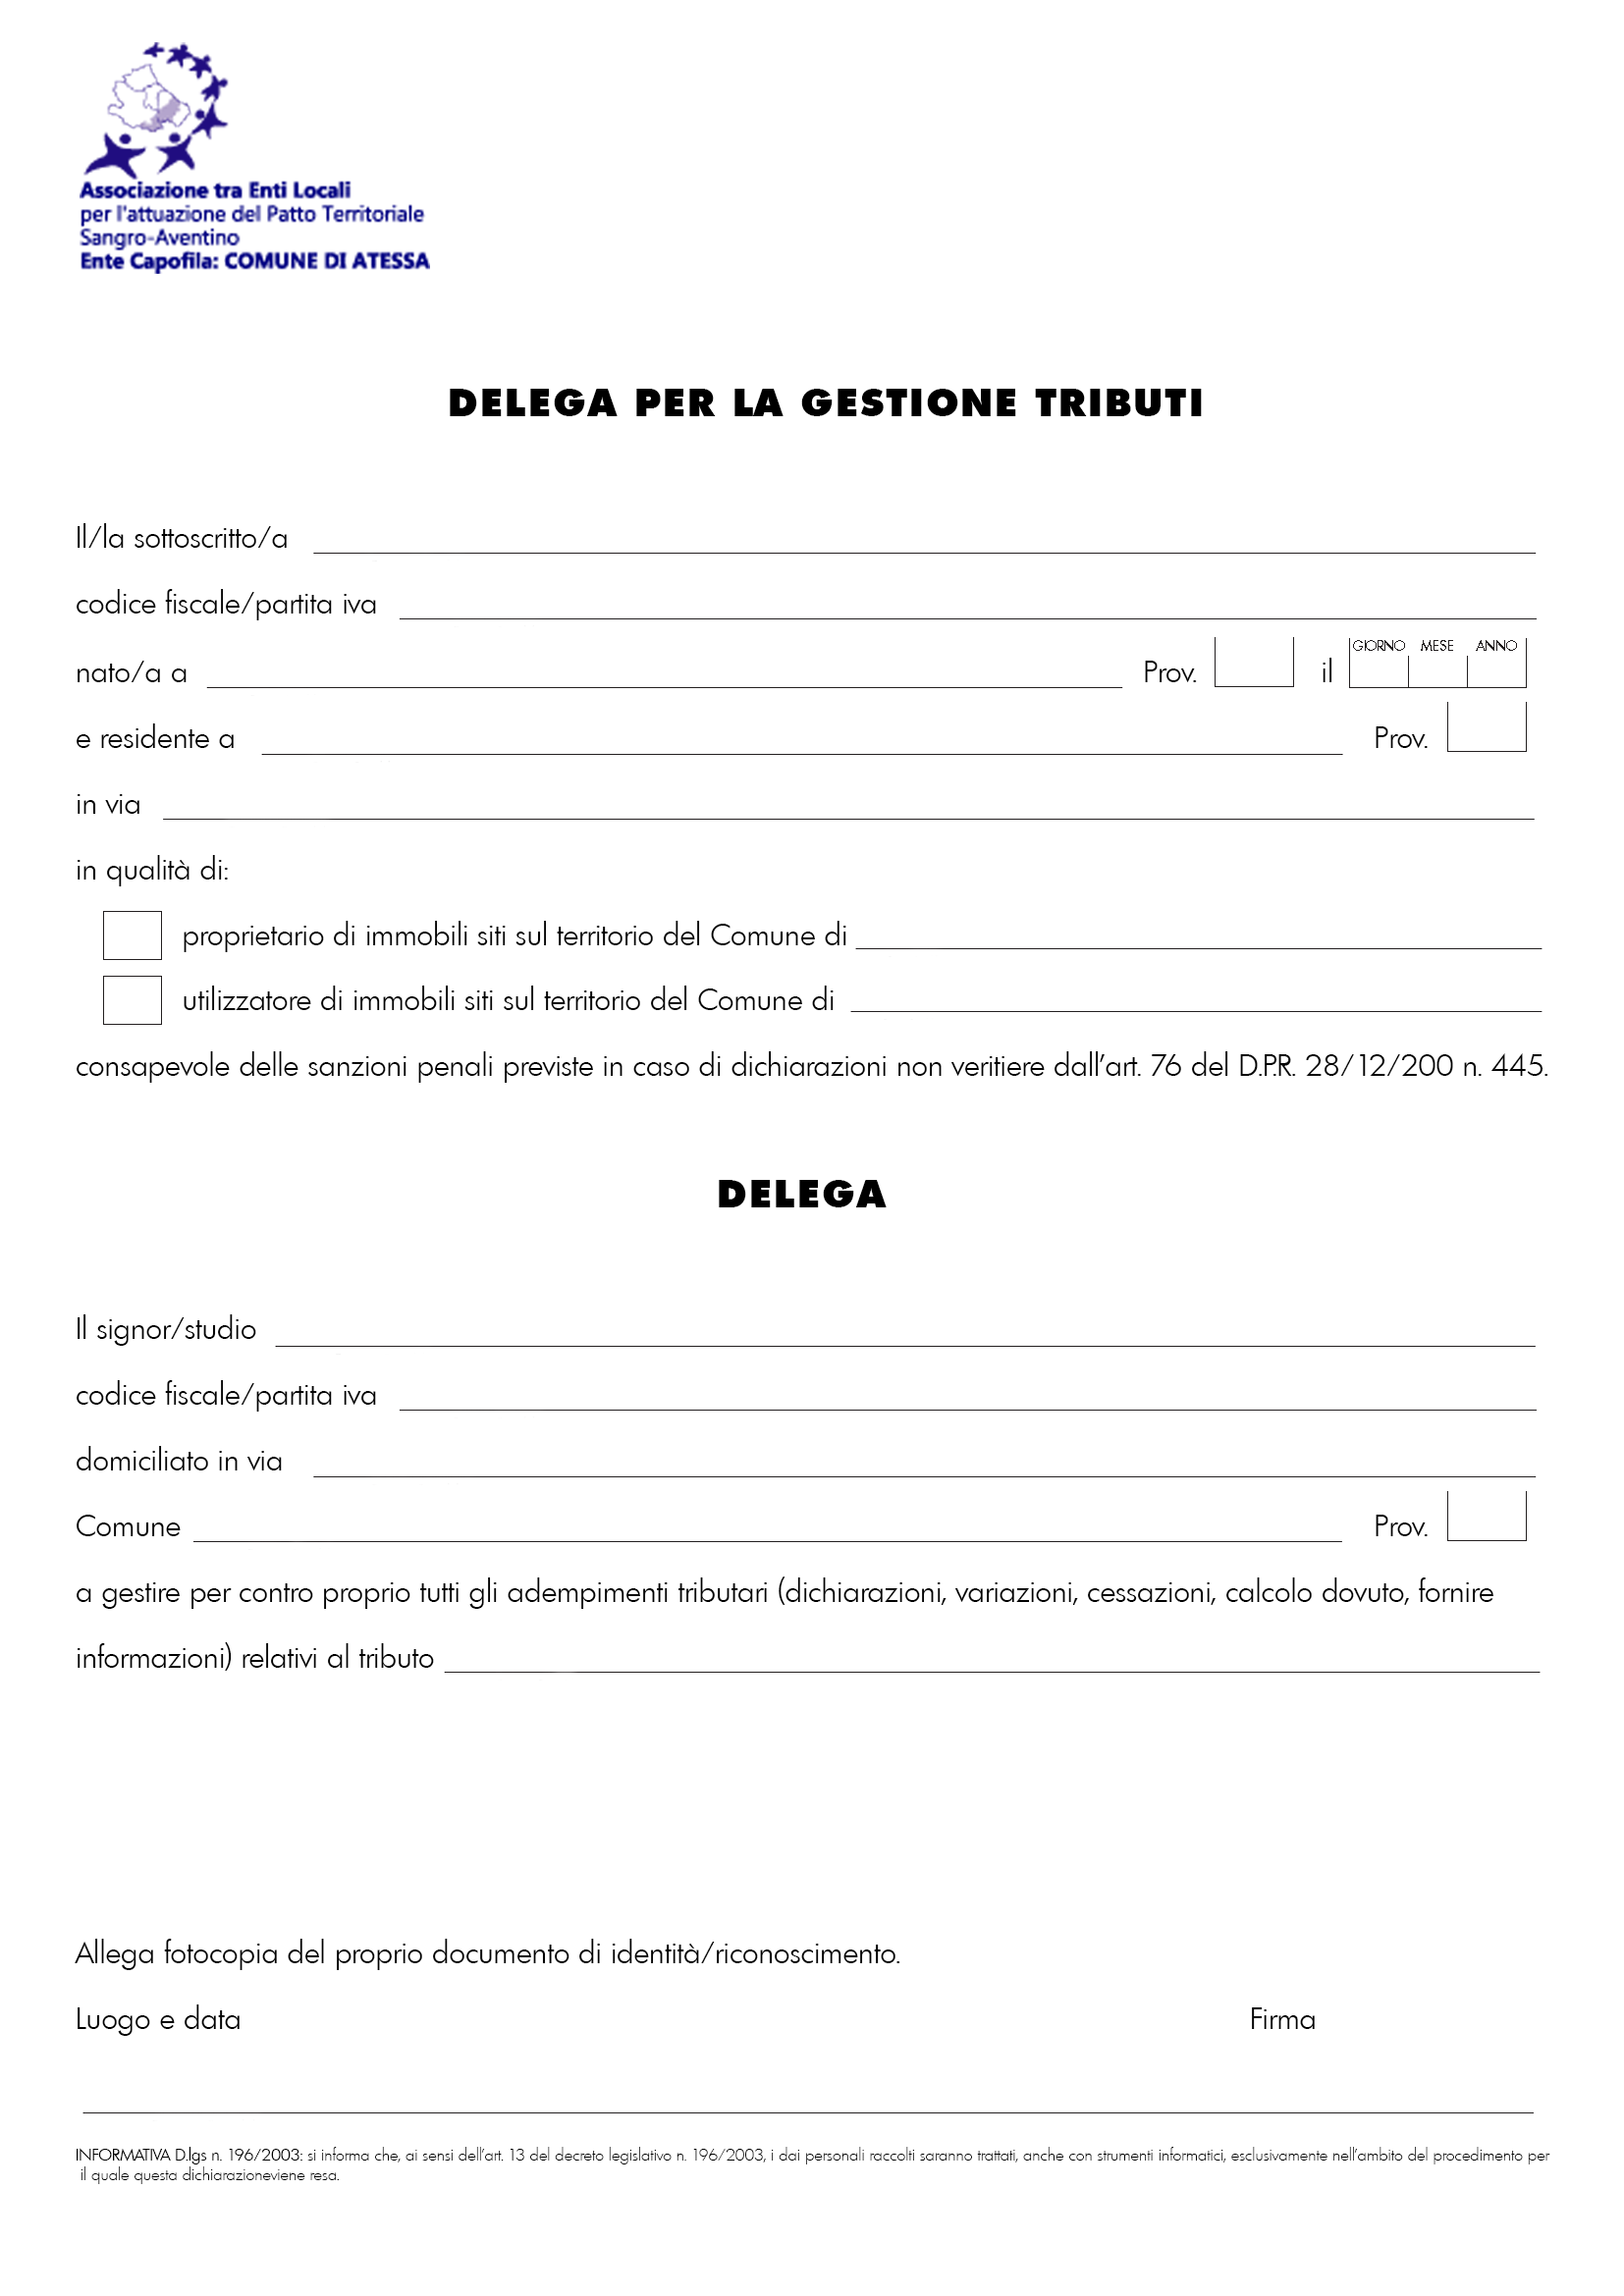 Associazione tra Enti Locali
per l'attuazione del Patto Territoriale
Sangro-Aventino
Ente Capofila: COMUNE DI ATESSA
DELEGA PER LA GESTIONE TRIBUTI
Il/la sottoscritto/a
codice fiscale/partita iva
nato/a a Prov. il GIORNO MESE ANNO
e residente a Prov.
in via
in qualità di:
proprietario di immobili siti sul territorio del Comune di
utilizzatore di immobili siti sul territorio del Comune di
consapevole delle sanzioni penali previste in caso di dichiarazioni non veritiere dall'art. 76 del D.P.R. 28/12/200 n. 445.
DELEGA
Il signor/studio
codice fiscale/partita iva
domiciliato in via
Comune Prov.
a gestire per contro proprio tutti gli adempimenti tributari (dichiarazioni, variazioni, cessazioni, calcolo dovuto, fornire
informazioni) relativi al tributo
Allega fotocopia del proprio documento di identità/riconoscimento.
Luogo e data Firma
INFORMATIVA D.lgs n. 196/2003: si informa che, ai sensi dell'art. 13 del decreto legislativo n. 196/2003, i dai personali raccolti saranno trattati, anche con strumenti informatici, esclusivamente nell'ambito del procedimento per
il quale questa dichiarazioneviene resa.